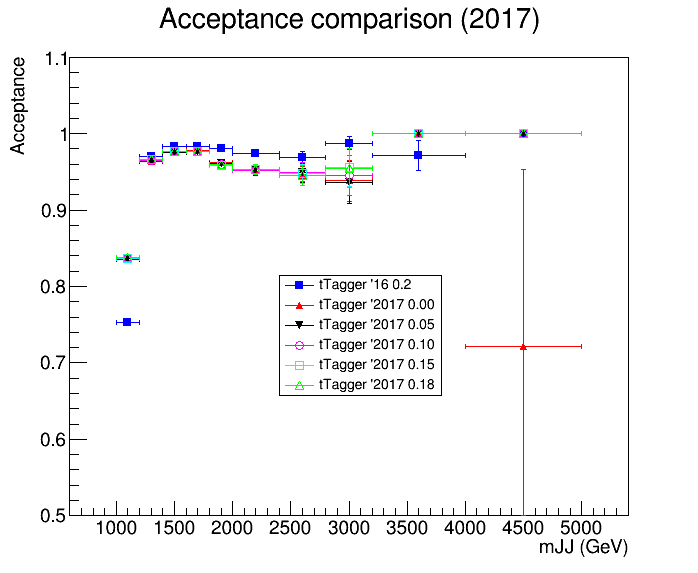 Acceptance comparison (2017)
Acceptance
1.1
1
0.9
0.8
0.7
0.6
0.5
tTagger '16 0.2
tTagger '2017 0.00
tTagger '2017 0.05
tTagger '2017 0.10
tTagger '2017 0.15
tTagger '2017 0.18
1000 1500 2000 2500 3000 3500 4000 4500 5000
mJJ (GeV)